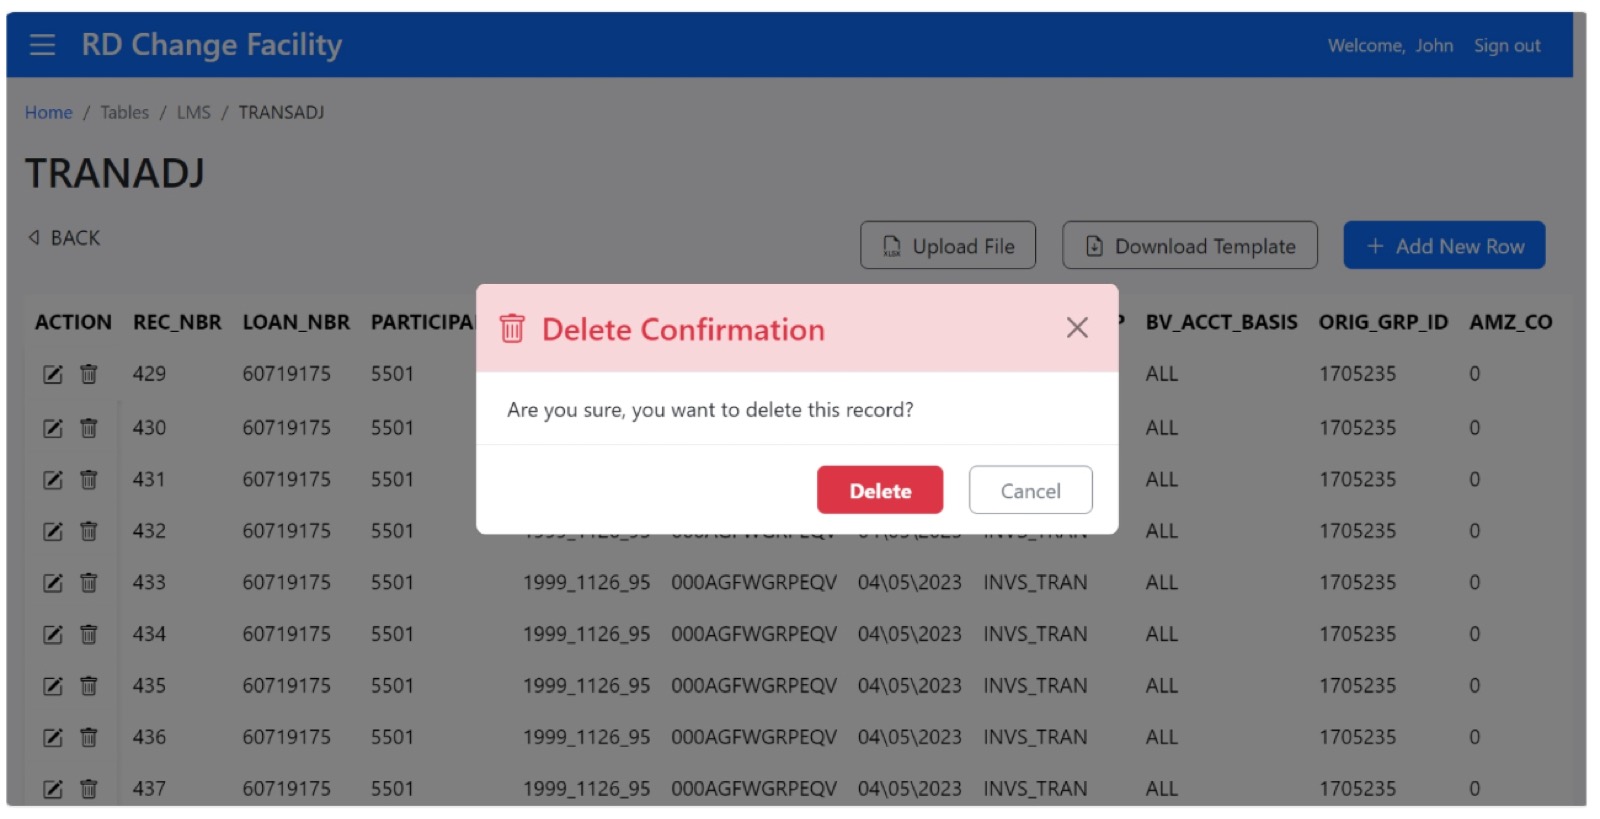 RD Change Facility Welcome, John Sign out
Home / Tables / LMS / TRANSADJ
TRANADJ
BACK
Upload File Download Template + Add New Row
ACTION REC_NBR LOAN_NBR PARTICIPA BV_ACCT_BASIS ORIG_GRP_ID AMZ_CO
Delete Confirmation
429 60719175 5501 ALL 1705235 0
Are you sure, you want to delete this record?
430 60719175 5501 ALL 1705235 0
431 60719175 5501 ALL 1705235 0
Delete Cancel
432 60719175 5501 1999_1126_95 000AGFWGRPEQV 04\05\2023 INVS_TRAN ALL 1705235 0
433 60719175 5501 1999_1126_95 000AGFWGRPEQV 04\05\2023 INVS_TRAN ALL 1705235 0
434 60719175 5501 1999_1126_95 000AGFWGRPEQV 04\05\2023 INVS_TRAN ALL 1705235 0
435 60719175 5501 1999_1126_95 000AGFWGRPEQV 04\05\2023 INVS_TRAN ALL 1705235 0
436 60719175 5501 1999_1126_95 000AGFWGRPEQV 04\05\2023 INVS_TRAN ALL 1705235 0
437 60719175 5501 1999_1126_95 000AGFWGRPEQV 04\05\2023 INVS_TRAN ALL 1705235 0